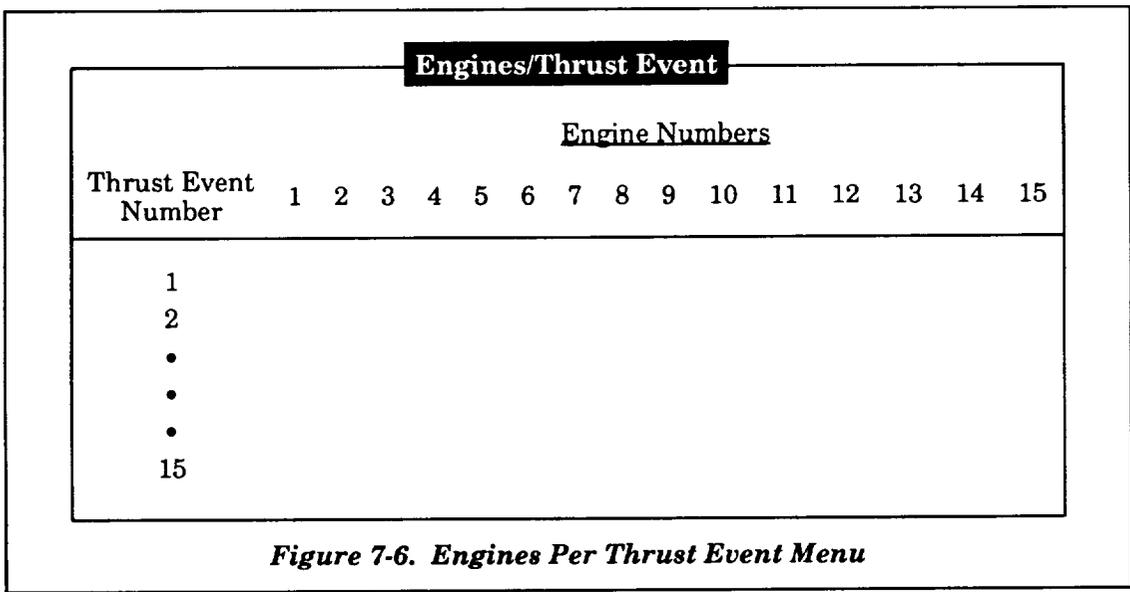 Engines/Thrust Event
Engine Numbers
Thrust Event
Number
1 2 3 4 5 6 7 8 9 10 11 12 13 14 15
1
2
•
•
•
15
Figure 7-6. Engines Per Thrust Event Menu